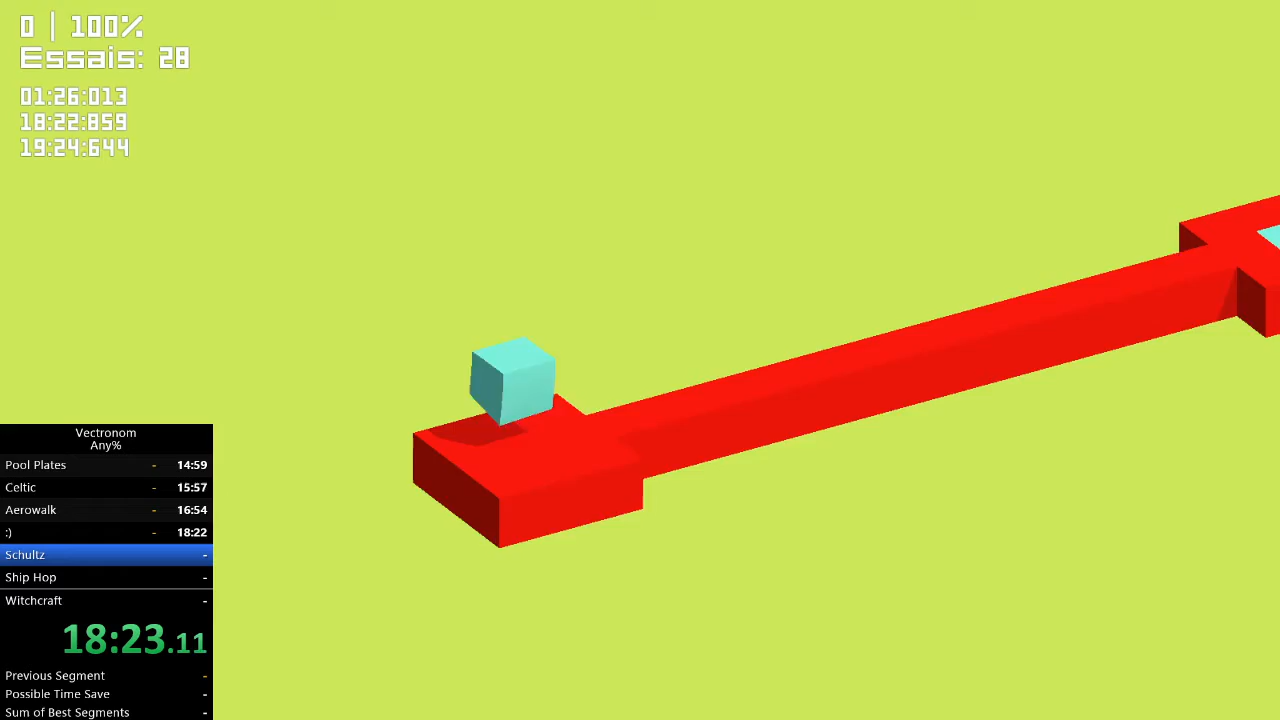 0 | 100%
Essais: 28
01:26:013
18:22:859
19:24:644
Vectronom
Any%
Pool Plates - 14:59
Celtic - 15:57
Aerowalk - 16:54
:) - 18:22
Schultz -
Ship Hop -
Witchcraft -
18:23.11
Previous Segment -
Possible Time Save -
Sum of Best Segments -